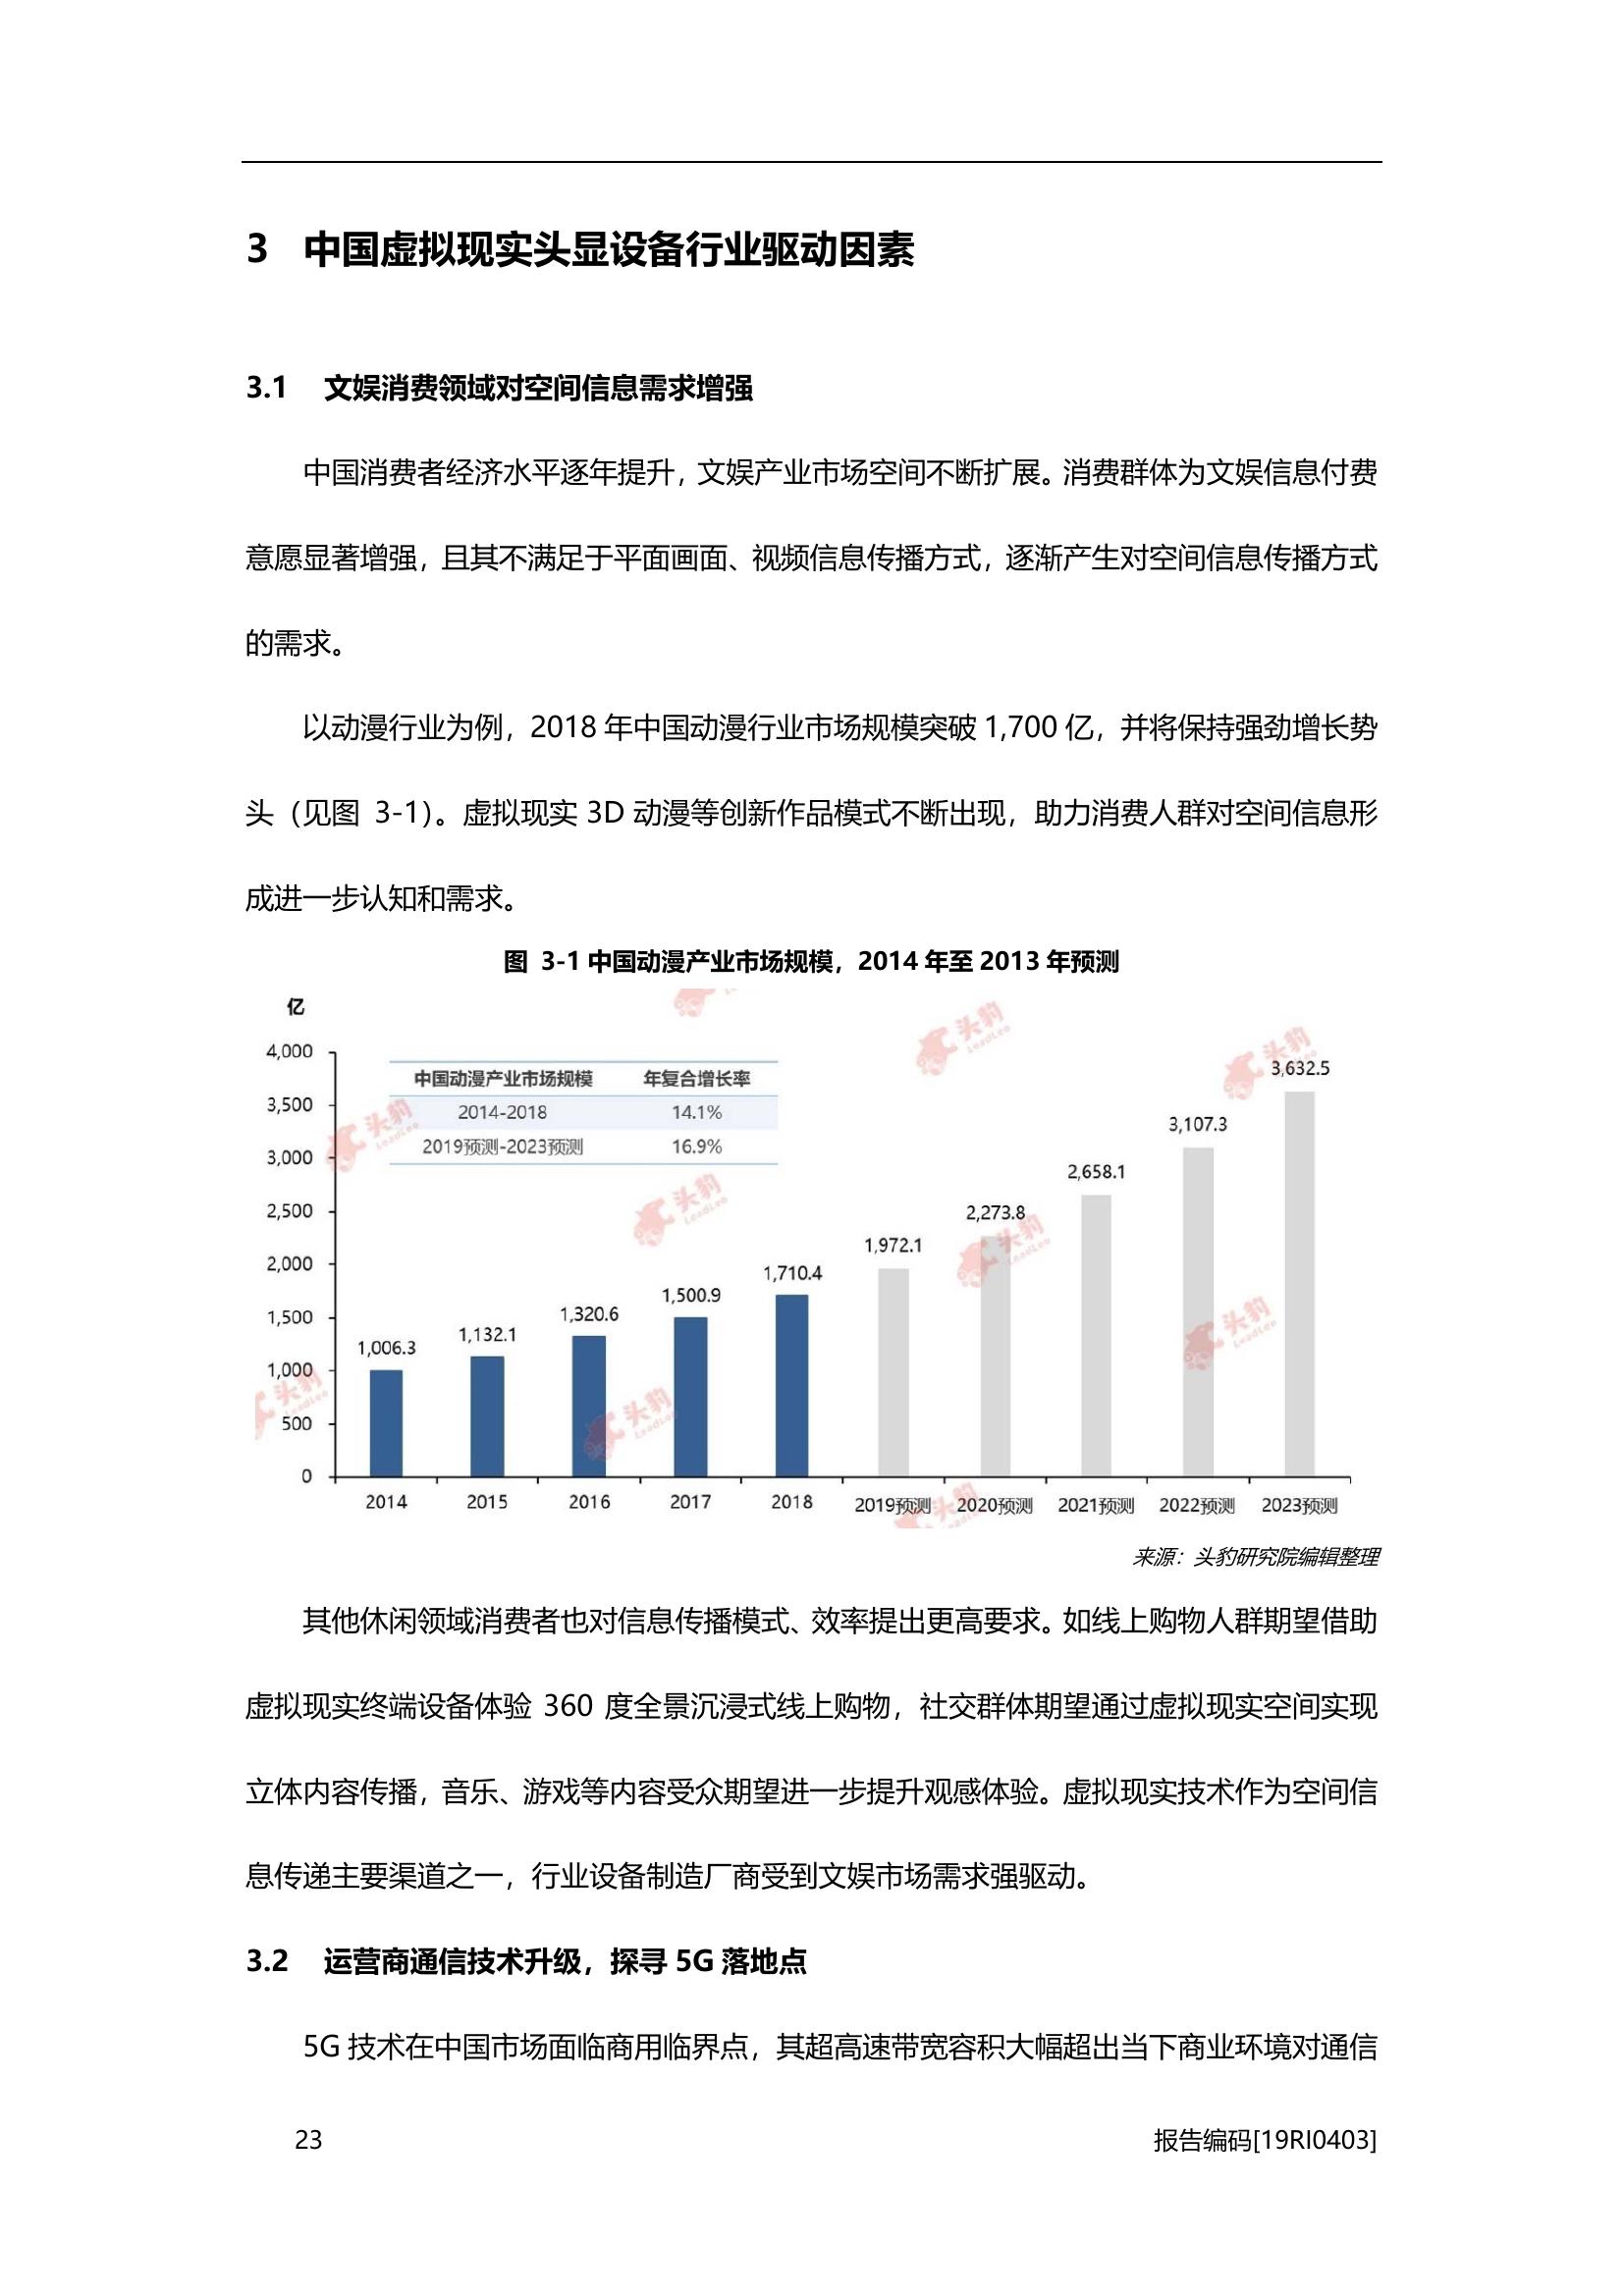 3 中国虚拟现实头显设备行业驱动因素
3.1 文娱消费领域对空间信息需求增强
中国消费者经济水平逐年提升，文娱产业市场空间不断扩展。消费群体为文娱信息付费
意愿显著增强，且其不满足于平面画面、视频信息传播方式，逐渐产生对空间信息传播方式
的需求。
以动漫行业为例，2018 年中国动漫行业市场规模突破 1,700 亿，并将保持强劲增长势
头（见图 3-1）。虚拟现实 3D 动漫等创新作品模式不断出现，助力消费人群对空间信息形
成进一步认知和需求。
图 3-1 中国动漫产业市场规模，2014 年至 2013 年预测
亿
4,000
3,500
3,000
2,500
2,000
1,500
1,000
500
0
中国动漫产业市场规模 年复合增长率
2014-2018 14.1%
2019预测-2023预测 16.9%
1,006.3
1,132.1
1,320.6
1,500.9
1,710.4
1,972.1
2,273.8
2,658.1
3,107.3
3,632.5
2014 2015 2016 2017 2018 2019预测 2020预测 2021预测 2022预测 2023预测
头豹 LeadLeo
头豹 LeadLeo
头豹 LeadLeo
头豹 LeadLeo
头豹 LeadLeo
头豹 LeadLeo
头豹 LeadLeo
头豹 LeadLeo
头豹
来源：头豹研究院编辑整理
其他休闲领域消费者也对信息传播模式、效率提出更高要求。如线上购物人群期望借助
虚拟现实终端设备体验 360 度全景沉浸式线上购物，社交群体期望通过虚拟现实空间实现
立体内容传播，音乐、游戏等内容受众期望进一步提升观感体验。虚拟现实技术作为空间信
息传递主要渠道之一，行业设备制造厂商受到文娱市场需求强驱动。
3.2 运营商通信技术升级，探寻 5G 落地点
5G 技术在中国市场面临商用临界点，其超高速带宽容积大幅超出当下商业环境对通信
23 报告编码[19RI0403]